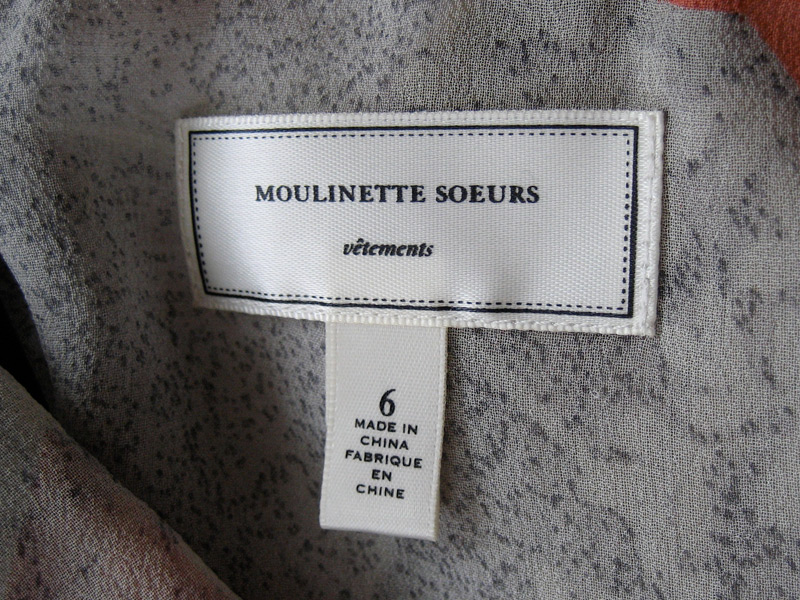 MOULINETTE SOEURS
vêtements
6
MADE IN
CHINA
FABRIQUE
EN
CHINE